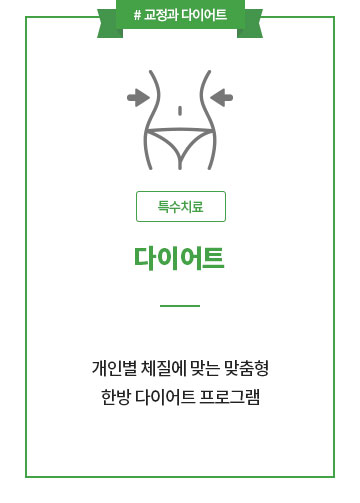 # 교정과 다이어트
특수치료
다이어트
개인별 체질에 맞는 맞춤형
한방 다이어트 프로그램